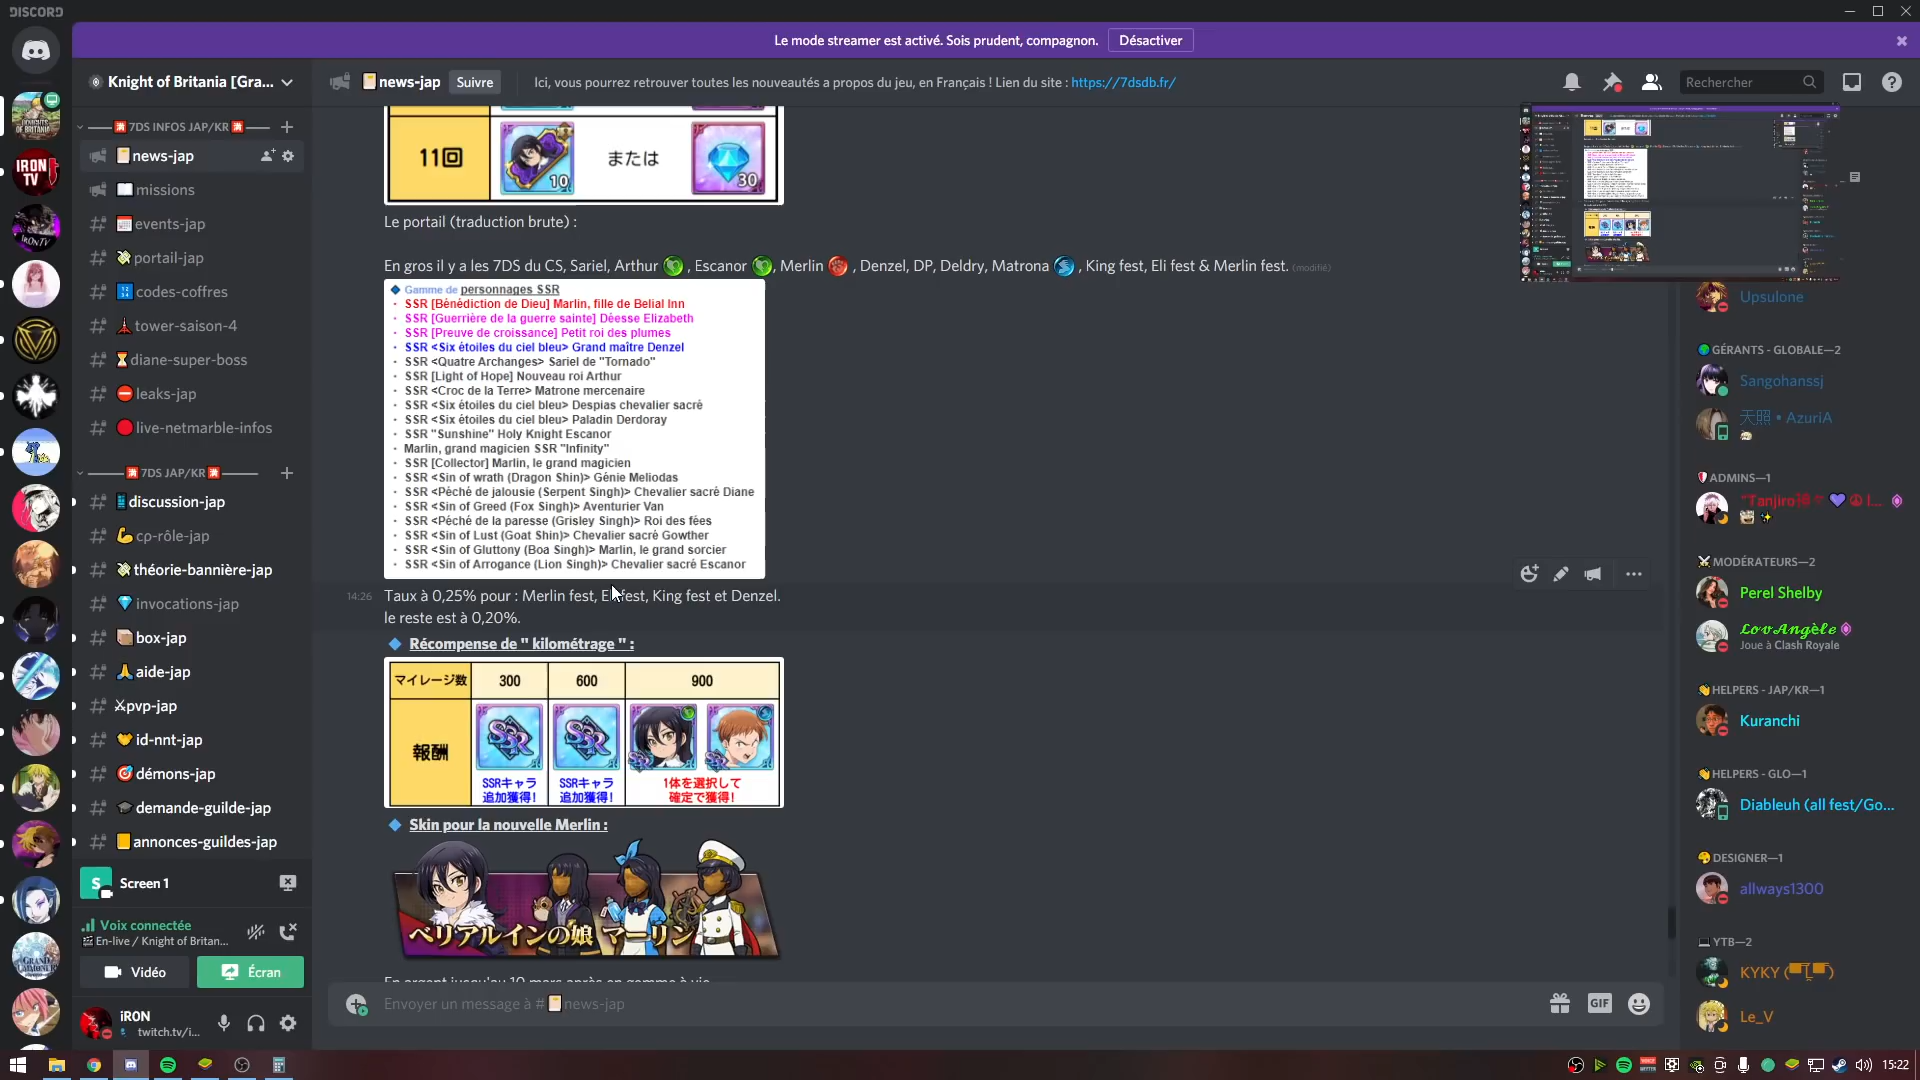 DISCORD
Le mode streamer est activé. Sois prudent, compagnon.
Désactiver
Knight of Britania [Gra...
news-jap
Suivre
Ici, vous pourrez retrouver toutes les nouveautés a propos du jeu, en Français ! Lien du site : https://7dsdb.fr/
Rechercher
7DS INFOS JAP/KR
news-jap
missions
events-jap
portail-jap
codes-coffres
tower-saison-4
diane-super-boss
leaks-jap
live-netmarble-infos
7DS JAP/KR
discussion-jap
cp-rôle-jap
théorie-bannière-jap
invocations-jap
box-jap
aide-jap
pvp-jap
id-nnt-jap
démons-jap
demande-guilde-jap
annonces-guildes-jap
Screen 1
Voix connectée
En-live / Knight of Britan...
Vidéo
Écran
iRON
twitch.tv/i...
11回
10
または
30
Le portail (traduction brute) :
En gros il y a les 7DS du CS, Sariel, Arthur , Escanor , Merlin , Denzel, DP, Deldry, Matrona , King fest, Eli fest & Merlin fest. (modifié)
Gamme de personnages SSR
SSR [Bénédiction de Dieu] Marlin, fille de Belial Inn
SSR [Guerrière de la guerre sainte] Déesse Elizabeth
SSR [Preuve de croissance] Petit roi des plumes
SSR <Six étoiles du ciel bleu> Grand maître Denzel
SSR <Quatre Archanges> Sariel de "Tornado"
SSR [Light of Hope] Nouveau roi Arthur
SSR <Croc de la Terre> Matrone mercenaire
SSR <Six étoiles du ciel bleu> Despias chevalier sacré
SSR <Six étoiles du ciel bleu> Paladin Derdoray
SSR "Sunshine" Holy Knight Escanor
Marlin, grand magicien SSR "Infinity"
SSR [Collector] Marlin, le grand magicien
SSR <Sin of wrath (Dragon Shin)> Génie Meliodas
SSR <Péché de jalousie (Serpent Singh)> Chevalier sacré Diane
SSR <Sin of Greed (Fox Singh)> Aventurier Van
SSR <Péché de la paresse (Grisley Singh)> Roi des fées
SSR <Sin of Lust (Goat Shin)> Chevalier sacré Gowther
SSR <Sin of Gluttony (Boa Singh)> Marlin, le grand sorcier
SSR <Sin of Arrogance (Lion Singh)> Chevalier sacré Escanor
14:26
Taux à 0,25% pour : Merlin fest, Eli fest, King fest et Denzel.
le reste est à 0,20%.
Récompense de " kilométrage " :
マイレージ数 300 600 900
報酬
SSR
SSR
SSRキャラ
追加獲得!
SSRキャラ
追加獲得!
1体を選択して
確定で獲得!
Skin pour la nouvelle Merlin :
ベリアルインの娘 マーリン
En argent jusqu'au 10 mars après en gemme à vie
Envoyer un message à #news-jap
GIF
Upsulone
GÉRANTS - GLOBALE—2
Sangohanssj
天照 • AzuriA
ADMINS—1
MODÉRATEURS—2
Perel Shelby
LovAngèle
Joue à Clash Royale
HELPERS - JAP/KR—1
Kuranchi
HELPERS - GLO—1
Diableuh (all fest/Go...
DESIGNER—1
allways1300
YTB—2
KYKY
Le_V
15:22